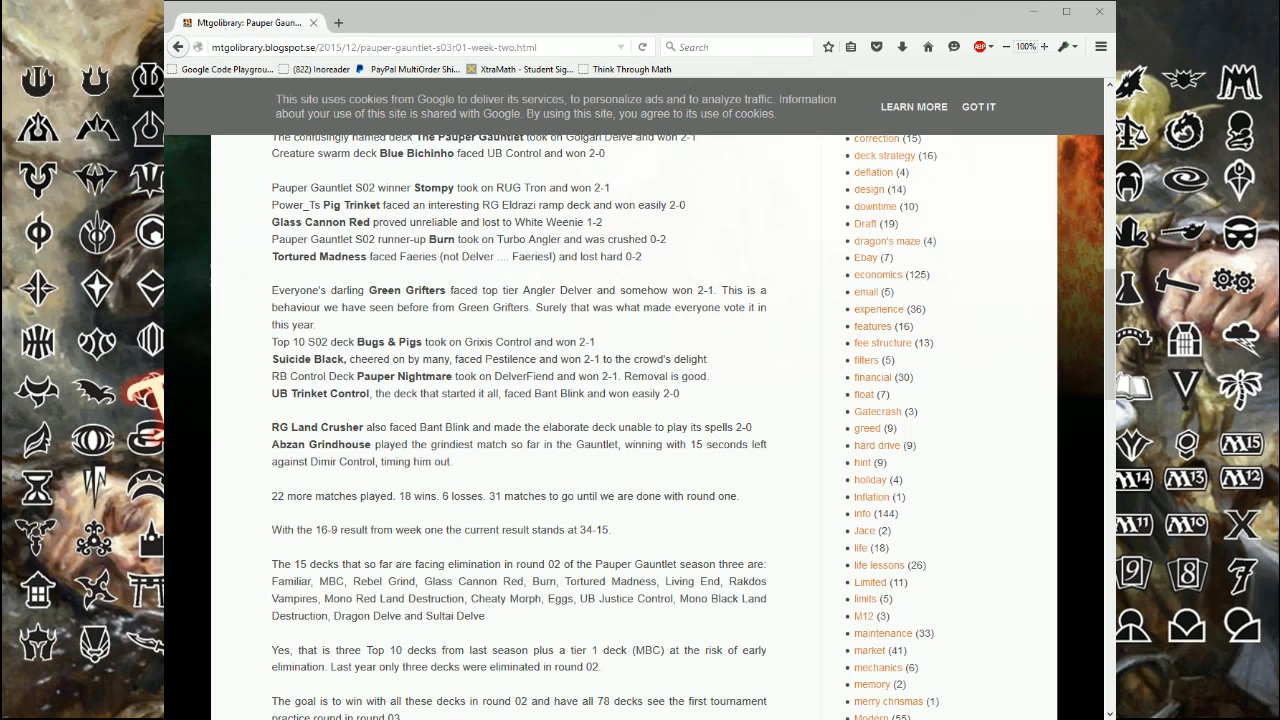 Mtgolibrary: Pauper Gaun...
mtgolibrary.blogspot.se/2015/12/pauper-gauntlet-s03r01-week-two.html
Search
ABP
100%
Google Code Playgrou...
(822) Inoreader
PayPal MultiOrder Shi...
XtraMath - Student Sig...
Think Through Math
This site uses cookies from Google to deliver its services, to personalize ads and to analyze traffic. Information
about your use of this site is shared with Google. By using this site, you agree to its use of cookies.
LEARN MORE
GOT IT
The confusingly named deck The Pauper Gauntlet took on Golgari Delve and won 2-1
Creature swarm deck Blue Bichinho faced UB Control and won 2-0
Pauper Gauntlet S02 winner Stompy took on RUG Tron and won 2-1
Power_Ts Pig Trinket faced an interesting RG Eldrazi ramp deck and won easily 2-0
Glass Cannon Red proved unreliable and lost to White Weenie 1-2
Pauper Gauntlet S02 runner-up Burn took on Turbo Angler and was crushed 0-2
Tortured Madness faced Faeries (not Delver .... Faeries!) and lost hard 0-2
Everyone's darling Green Grifters faced top tier Angler Delver and somehow won 2-1. This is a
behaviour we have seen before from Green Grifters. Surely that was what made everyone vote it in
this year.
Top 10 S02 deck Bugs & Pigs took on Grixis Control and won 2-1
Suicide Black, cheered on by many, faced Pestilence and won 2-1 to the crowd's delight
RB Control Deck Pauper Nightmare took on DelverFiend and won 2-1. Removal is good.
UB Trinket Control, the deck that started it all, faced Bant Blink and won easily 2-0
RG Land Crusher also faced Bant Blink and made the elaborate deck unable to play its spells 2-0
Abzan Grindhouse played the grindiest match so far in the Gauntlet, winning with 15 seconds left
against Dimir Control, timing him out.
22 more matches played. 18 wins. 6 losses. 31 matches to go until we are done with round one.
With the 16-9 result from week one the current result stands at 34-15.
The 15 decks that so far are facing elimination in round 02 of the Pauper Gauntlet season three are:
Familiar, MBC, Rebel Grind, Glass Cannon Red, Burn, Tortured Madness, Living End, Rakdos
Vampires, Mono Red Land Destruction, Cheaty Morph, Eggs, UB Justice Control, Mono Black Land
Destruction, Dragon Delve and Sultai Delve
Yes, that is three Top 10 decks from last season plus a tier 1 deck (MBC) at the risk of early
elimination. Last year only three decks were eliminated in round 02.
The goal is to win with all these decks in round 02 and have all 78 decks see the first tournament
practice round in round 03.
correction (15)
deck strategy (16)
deflation (4)
design (14)
downtime (10)
Draft (19)
dragon's maze (4)
Ebay (7)
economics (125)
email (5)
experience (36)
features (16)
fee structure (13)
filters (5)
financial (30)
float (7)
Gatecrash (3)
greed (9)
hard drive (9)
hint (9)
holiday (4)
Inflation (1)
info (144)
Jace (2)
life (18)
life lessons (26)
Limited (11)
limits (5)
M12 (3)
maintenance (33)
market (41)
mechanics (6)
memory (2)
merry chrismas (1)
Modern (55)
M15
M14
M13
M12
M11
M10
X
9
8
7